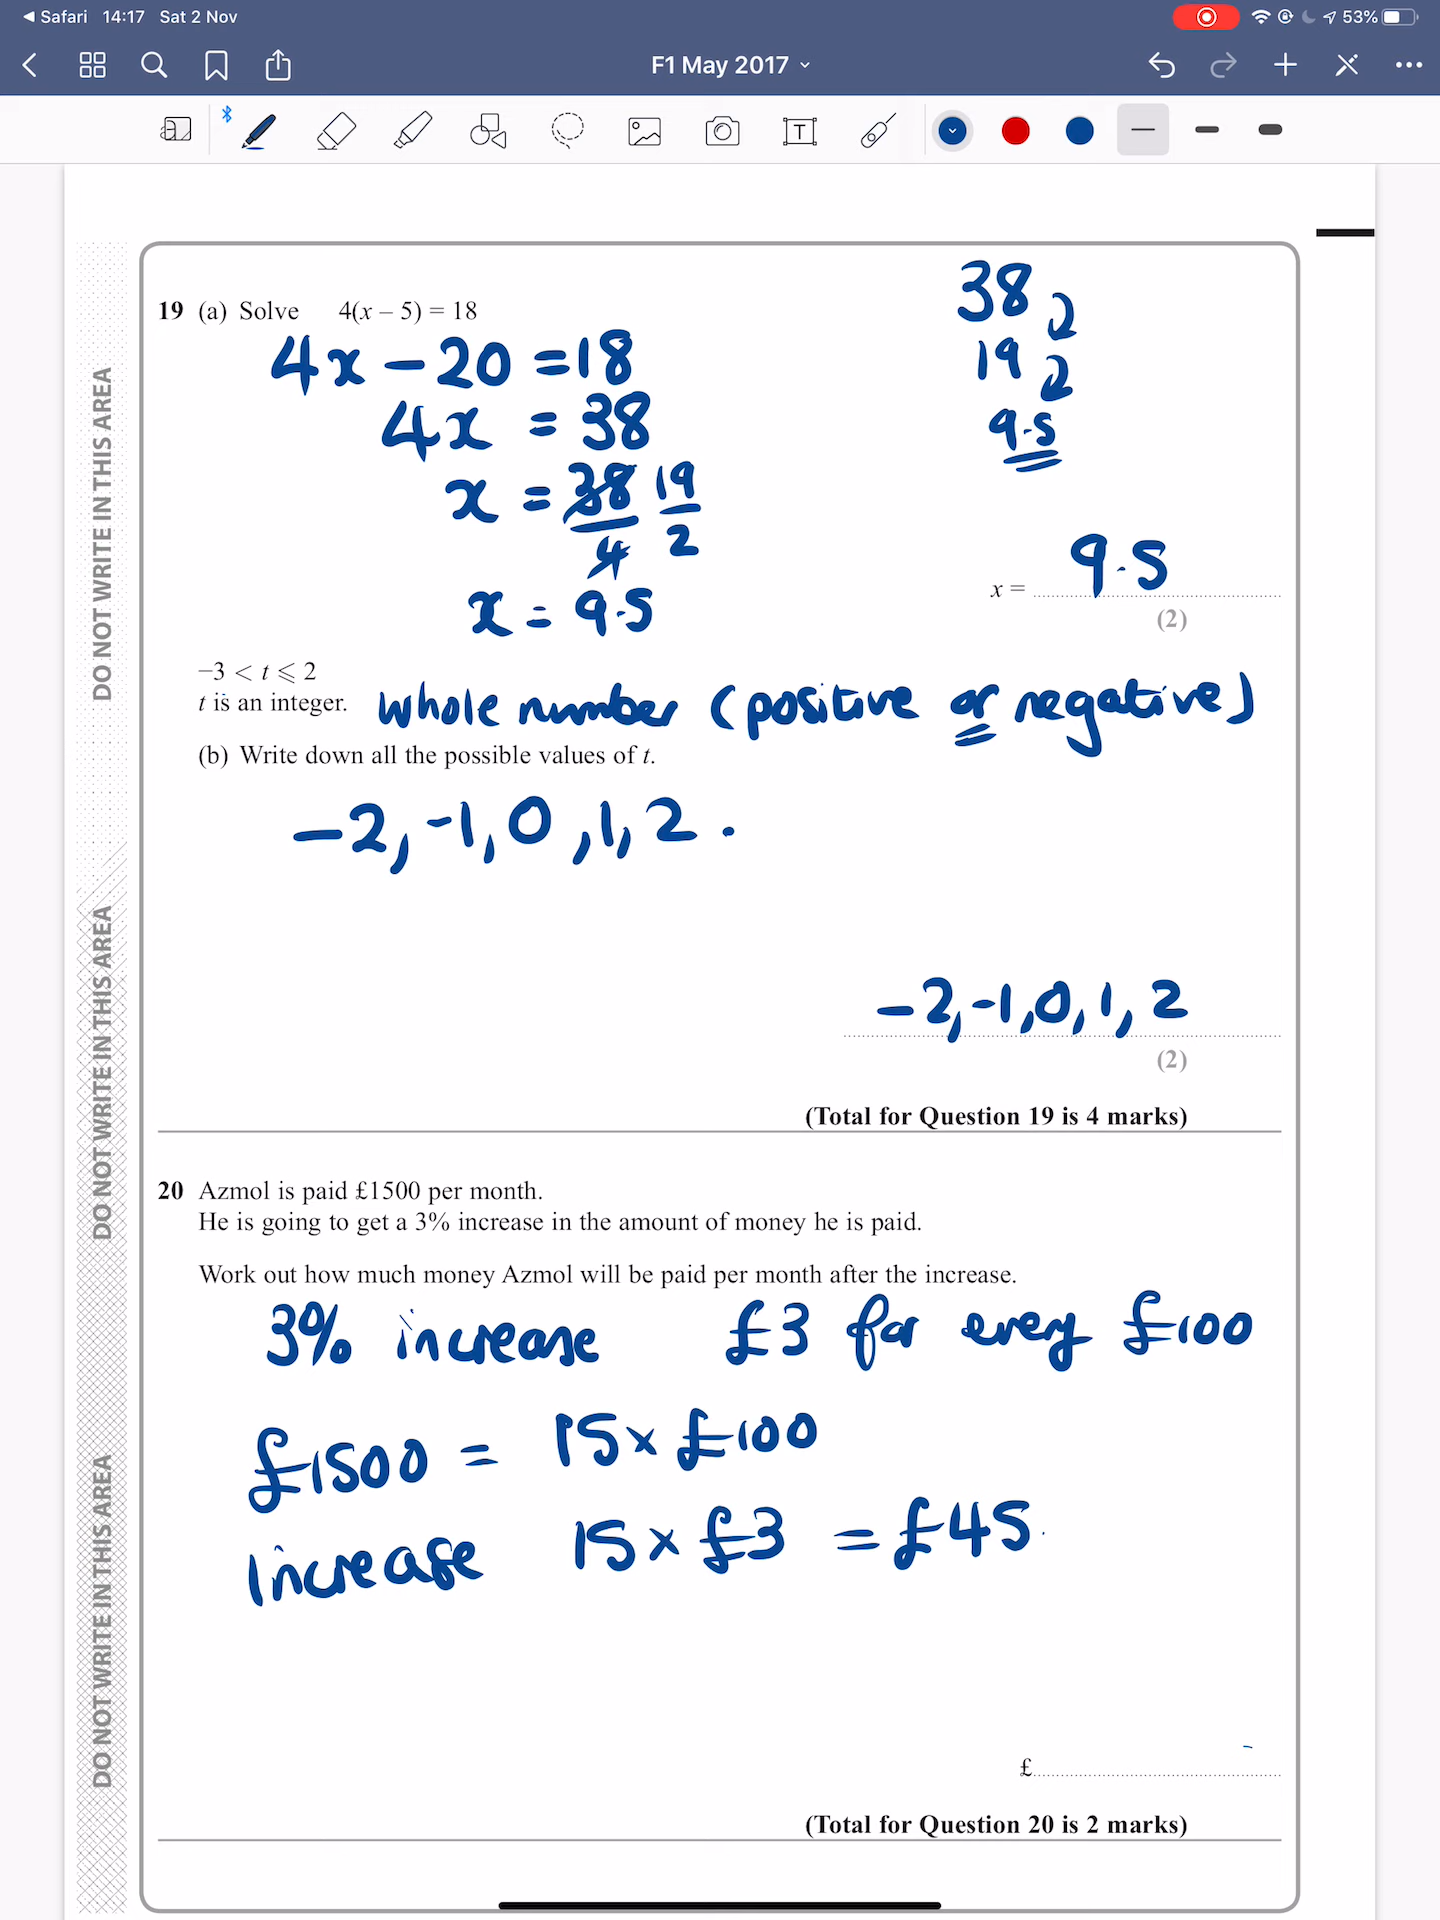 Safari 14:17 Sat 2 Nov 53%
F1 May 2017
DO NOT WRITE IN THIS AREA
DO NOT WRITE IN THIS AREA
DO NOT WRITE IN THIS AREA
19 (a) Solve 4(x – 5) = 18
4x – 20 = 18
4x = 38
x = 38/4 19/2
x = 9.5
38
2
19
2
9.5
x = 9.5
(2)
–3 < t ⩽ 2
t is an integer. whole number (positive or negative)
(b) Write down all the possible values of t.
–2, -1, 0, 1, 2.
–2, -1, 0, 1, 2
(2)
(Total for Question 19 is 4 marks)
20 Azmol is paid £1500 per month.
He is going to get a 3% increase in the amount of money he is paid.
Work out how much money Azmol will be paid per month after the increase.
3% increase £3 for every £100
£1500 = 15 x £100
increase 15 x £3 = £45.
£
(Total for Question 20 is 2 marks)